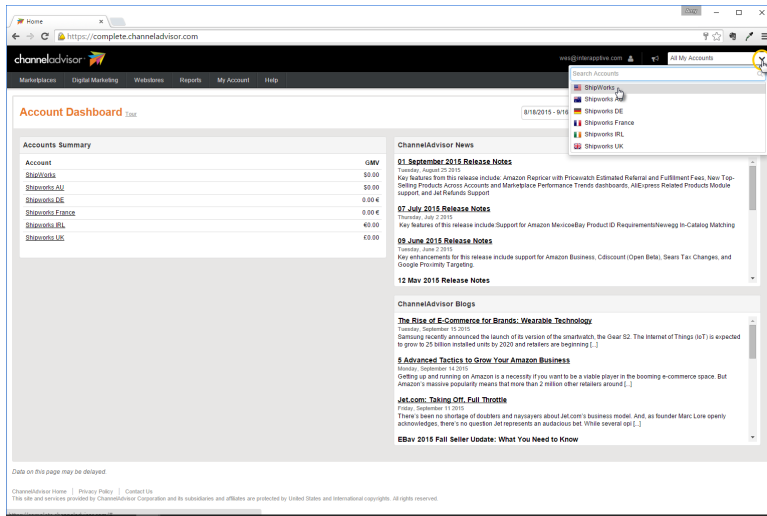 Home
https://complete.channeladvisor.com
channeladvisor
wes@interapptive.com
All My Accounts
Marketplaces Digital Marketing Webstores Reports My Account Help
Search Accounts
ShipWorks
Shipworks
Shipworks DE
Shipworks France
Shipworks IRL
Shipworks UK
Account Dashboard Tour
8/18/2015 - 9/16
Accounts Summary
Account GMV
ShipWorks $0.00
Shipworks AU $0.00
Shipworks DE 0.00 €
Shipworks France 0.00 €
Shipworks IRL €0.00
Shipworks UK £0.00
ChannelAdvisor News
01 September 2015 Release Notes
Tuesday, August 25 2015
Key features from this release include: Amazon Repricer with Pricewatch Estimated Referral and Fulfillment Fees, New Top-
Selling Products Across Accounts and Marketplace Performance Trends dashboards, AliExpress Related Products Module
support, and Jet Refunds Support
07 July 2015 Release Notes
Thursday, July 2 2015
Key features of this release include:Support for Amazon MexicoeBay Product ID RequirementsNewegg In-Catalog Matching
09 June 2015 Release Notes
Tuesday, June 2 2015
Key enhancements for this release include support for Amazon Business, Cdiscount (Open Beta), Sears Tax Changes, and
Google Proximity Targeting.
12 May 2015 Release Notes
ChannelAdvisor Blogs
The Rise of E-Commerce for Brands: Wearable Technology
Tuesday, September 15 2015
Samsung recently announced the launch of its version of the smartwatch, the Gear S2. The Internet of Things (IoT) is expected
to grow to 25 billion installed units by 2020 and retailers are beginning [...]
5 Advanced Tactics to Grow Your Amazon Business
Monday, September 14 2015
Getting up and running on Amazon is a necessity if you want to be a viable player in the booming e-commerce space. But
Amazon's massive popularity means that more than 2 million other retailers around [...]
Jet.com: Taking Off, Full Throttle
Friday, September 11 2015
There's been no shortage of doubters and naysayers about Jet.com's business model. And, as founder Marc Lore openly
acknowledges, there's no question Jet represents an audacious bet. While several opi [...]
EBay 2015 Fall Seller Update: What You Need to Know
Data on this page may be delayed.
ChannelAdvisor Home | Privacy Policy | Contact Us
This site and services provided by ChannelAdvisor Corporation and its subsidiaries and affiliates are protected by United States and International copyrights. All rights reserved.